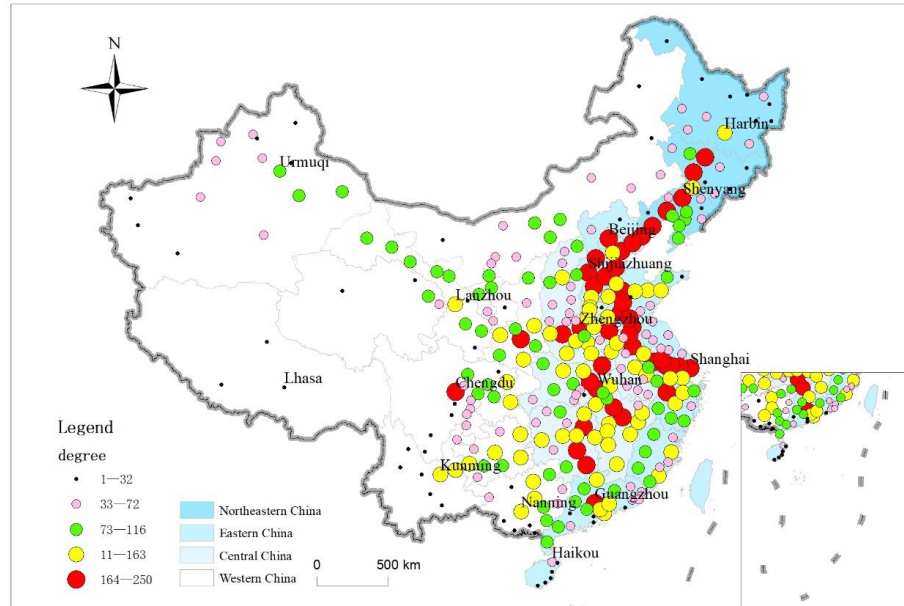 N
Harbin
Urmuqi
Shenyang
Beijing
Shijiazhuang
Lanzhou
Zhengzhou
Shanghai
Lhasa
Chengdu
Wuhan
Kunming
Nanning
Guangzhou
Haikou
Legend
degree
1—32
33—72
73—116
11—163
164—250
Northeastern China
Eastern China
Central China
Western China
0 500 km